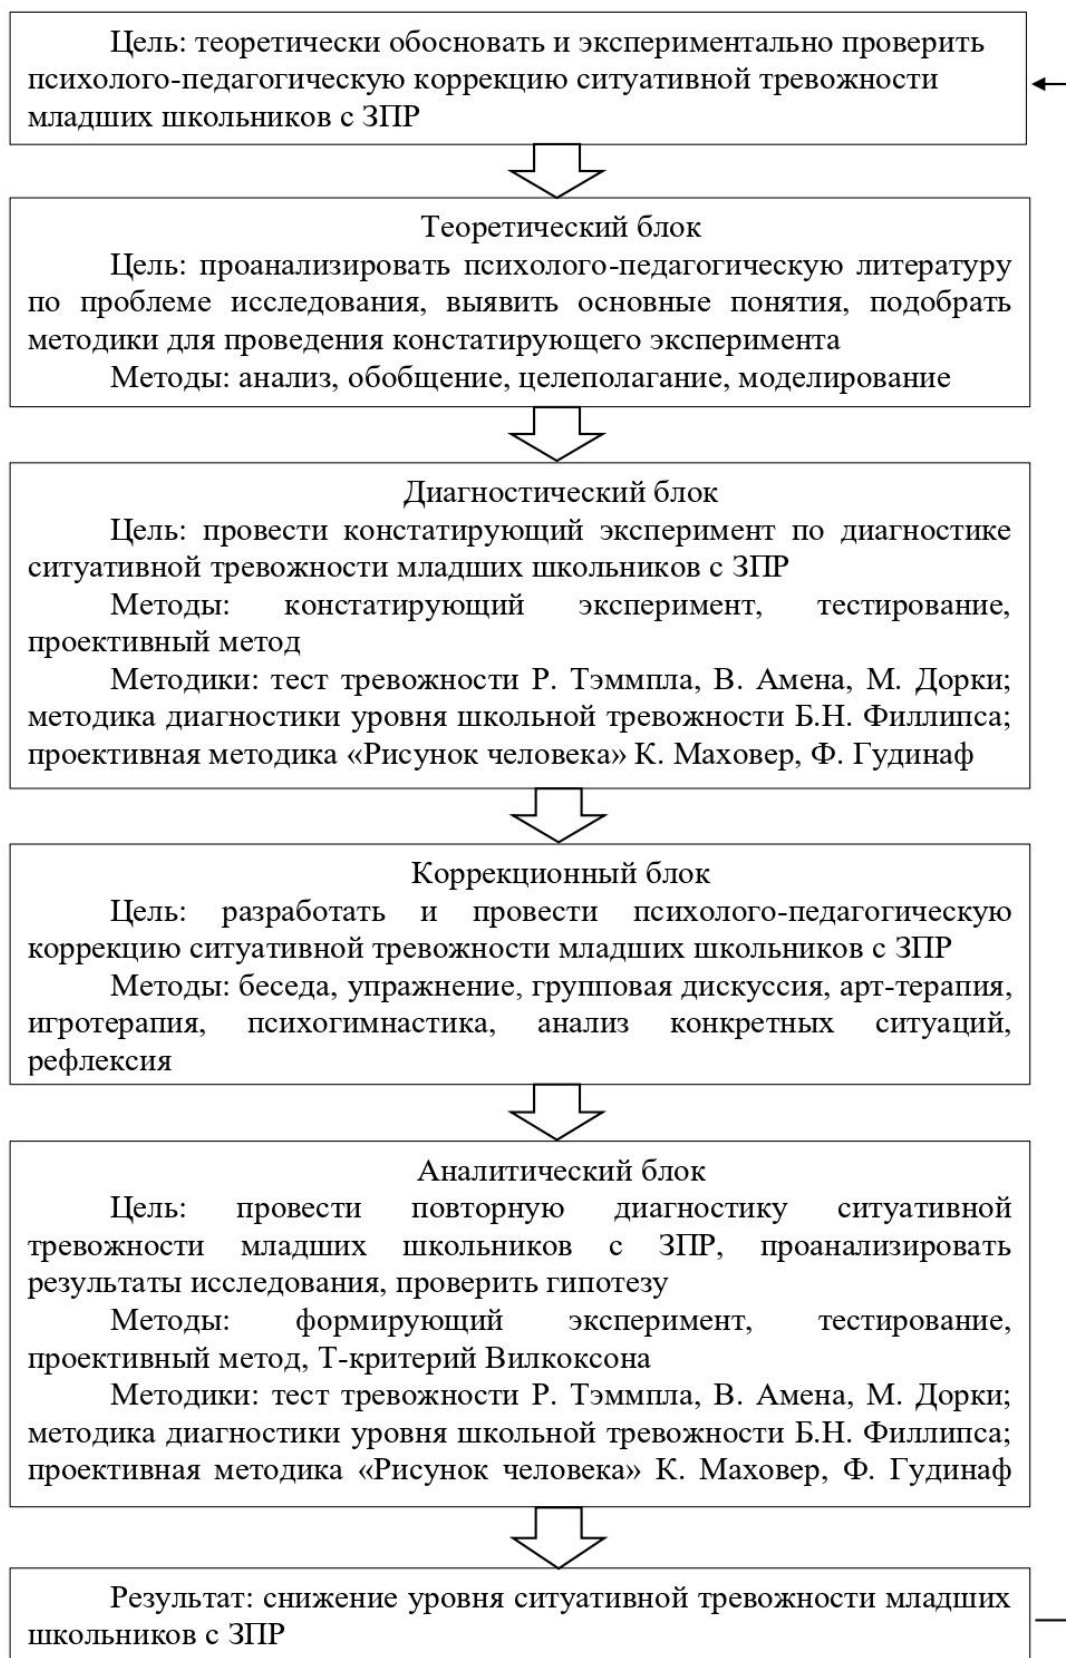 Цель: теоретически обосновать и экспериментально проверить
психолого-педагогическую коррекцию ситуативной тревожности
младших школьников с ЗПР
Теоретический блок
Цель: проанализировать психолого-педагогическую литературу
по проблеме исследования, выявить основные понятия, подобрать
методики для проведения констатирующего эксперимента
Методы: анализ, обобщение, целеполагание, моделирование
Диагностический блок
Цель: провести констатирующий эксперимент по диагностике
ситуативной тревожности младших школьников с ЗПР
Методы: констатирующий эксперимент, тестирование,
проективный метод
Методики: тест тревожности Р. Тэммпла, В. Амена, М. Дорки;
методика диагностики уровня школьной тревожности Б.Н. Филлипса;
проективная методика «Рисунок человека» К. Маховер, Ф. Гудинаф
Коррекционный блок
Цель: разработать и провести психолого-педагогическую
коррекцию ситуативной тревожности младших школьников с ЗПР
Методы: беседа, упражнение, групповая дискуссия, арт-терапия,
игротерапия, психогимнастика, анализ конкретных ситуаций,
рефлексия
Аналитический блок
Цель: провести повторную диагностику ситуативной
тревожности младших школьников с ЗПР, проанализировать
результаты исследования, проверить гипотезу
Методы: формирующий эксперимент, тестирование,
проективный метод, Т-критерий Вилкоксона
Методики: тест тревожности Р. Тэммпла, В. Амена, М. Дорки;
методика диагностики уровня школьной тревожности Б.Н. Филлипса;
проективная методика «Рисунок человека» К. Маховер, Ф. Гудинаф
Результат: снижение уровня ситуативной тревожности младших
школьников с ЗПР